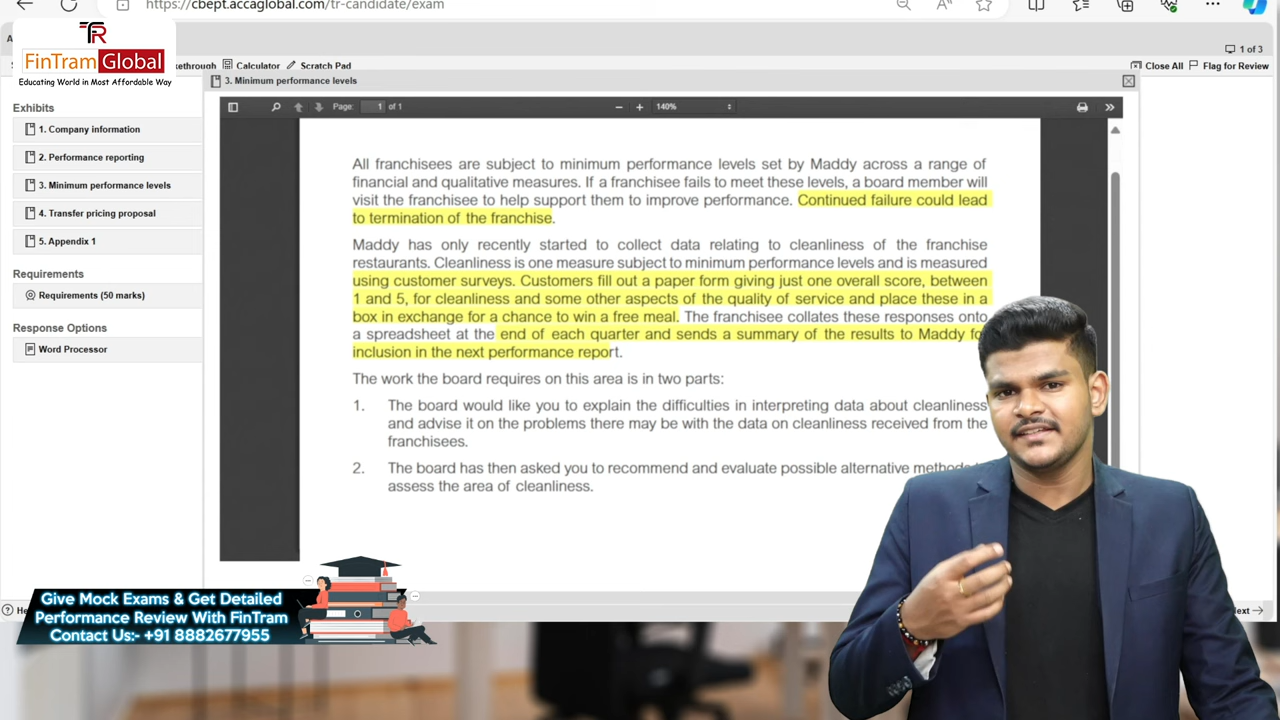 https://cbept.accaglobal.com/tr-candidate/exam
FinTram Global
Educating World in Most Affordable Way
1 of 3
Calculator
Scratch Pad
Close All
Flag for Review
Exhibits
1. Company information
2. Performance reporting
3. Minimum performance levels
4. Transfer pricing proposal
5. Appendix 1
Requirements
Requirements (50 marks)
Response Options
Word Processor
3. Minimum performance levels
Page: 1 of 1
140%
All franchisees are subject to minimum performance levels set by Maddy across a range of
financial and qualitative measures. If a franchisee fails to meet these levels, a board member will
visit the franchisee to help support them to improve performance. Continued failure could lead
to termination of the franchise.
Maddy has only recently started to collect data relating to cleanliness of the franchise
restaurants. Cleanliness is one measure subject to minimum performance levels and is measured
using customer surveys. Customers fill out a paper form giving just one overall score, between
1 and 5, for cleanliness and some other aspects of the quality of service and place these in a
box in exchange for a chance to win a free meal. The franchisee collates these responses onto
a spreadsheet at the end of each quarter and sends a summary of the results to Maddy
inclusion in the next performance report.
The work the board requires on this area is in two parts:
1. The board would like you to explain the difficulties in interpreting data about cleanliness
and advise it on the problems there may be with the data on cleanliness received from the
franchisees.
2. The board has then asked you to recommend and evaluate possible alternative
assess the area of cleanliness.
Give Mock Exams & Get Detailed
Performance Review With FinTram
Contact Us:- +91 8882677955